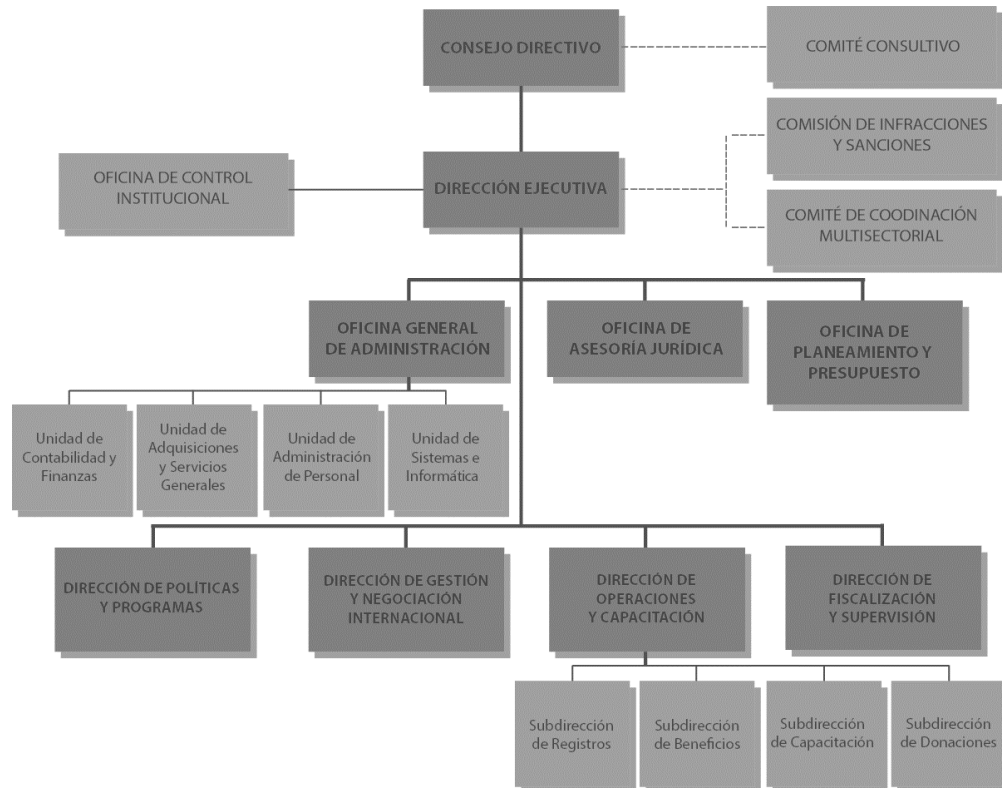 CONSEJO DIRECTIVO
COMITÉ CONSULTIVO
COMISIÓN DE INFRACCIONES
Y SANCIONES
OFICINA DE CONTROL
INSTITUCIONAL
DIRECCIÓN EJECUTIVA
COMITÉ DE COODINACIÓN
MULTISECTORIAL
OFICINA GENERAL
DE ADMINISTRACIÓN
OFICINA DE
ASESORÍA JURÍDICA
OFICINA DE
PLANEAMIENTO Y
PRESUPUESTO
Unidad de
Contabilidad y
Finanzas
Unidad de
Adquisiciones
y Servicios
Generales
Unidad de
Administración
de Personal
Unidad de
Sistemas e
Informática
DIRECCIÓN DE POLÍTICAS
Y PROGRAMAS
DIRECCIÓN DE GESTIÓN
Y NEGOCIACIÓN
INTERNACIONAL
DIRECCIÓN DE
OPERACIONES
Y CAPACITACIÓN
DIRECCIÓN DE
FISCALIZACIÓN
Y SUPERVISIÓN
Subdirección
de Registros
Subdirección
de Beneficios
Subdirección
de Capacitación
Subdirección
de Donaciones